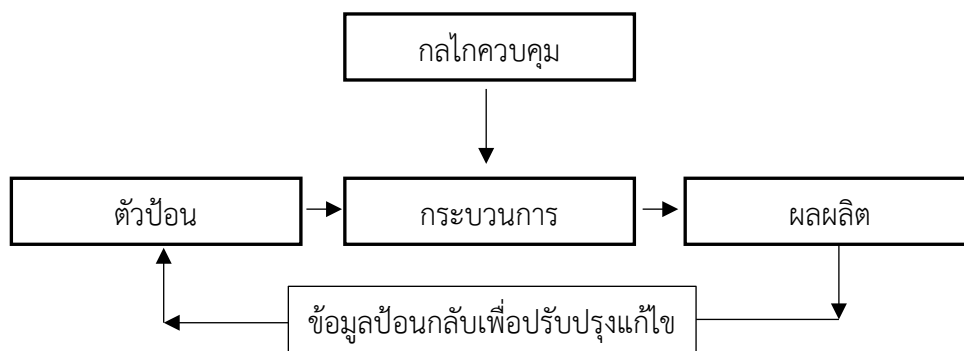 กลไกควบคุม
ตัวป้อน
กระบวนการ
ผลผลิต
ข้อมูลป้อนกลับเพื่อปรับปรุงแก้ไข